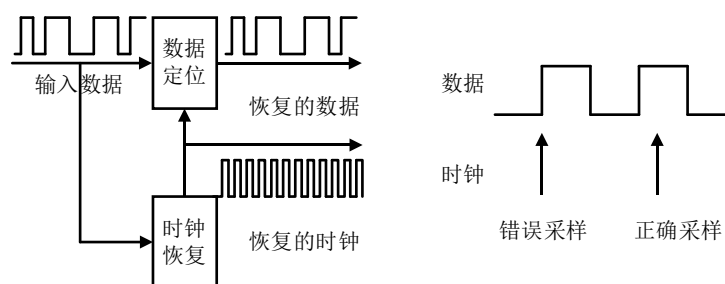 数据
定位
输入数据
恢复的数据
时钟
恢复
恢复的时钟
数据
时钟
错误采样
正确采样